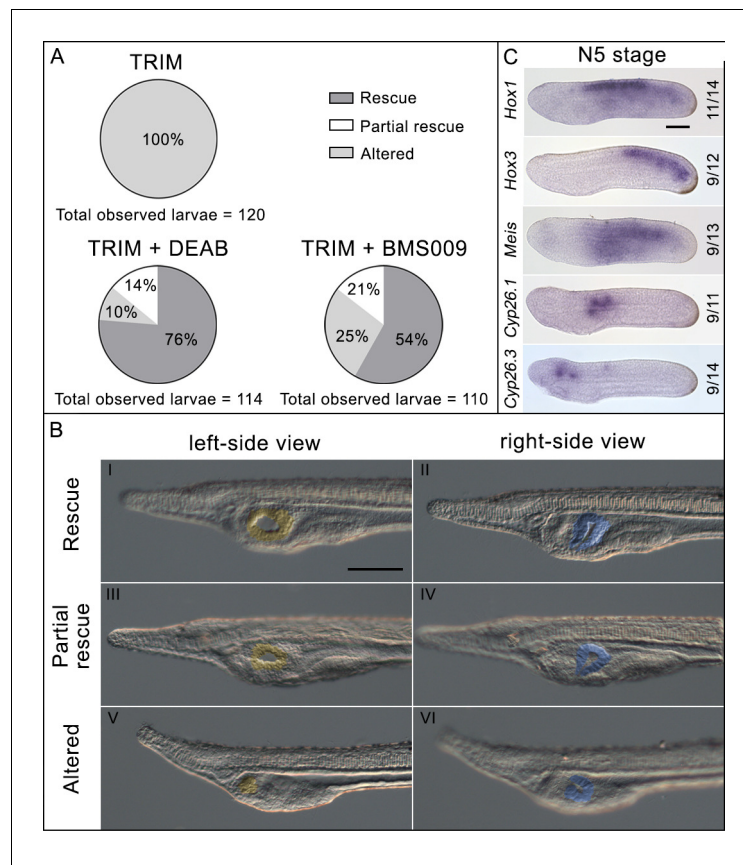 A
TRIM
100%
Total observed larvae = 120
Rescue
Partial rescue
Altered
TRIM + DEAB
14%
10%
76%
Total observed larvae = 114
TRIM + BMS009
21%
25%
54%
Total observed larvae = 110
C
N5 stage
Hox1
11/14
Hox3
9/12
Meis
9/13
Cyp26.1
9/11
Cyp26.3
9/14
B
left-side view
right-side view
Rescue
I
II
Partial
rescue
III
IV
Altered
V
VI